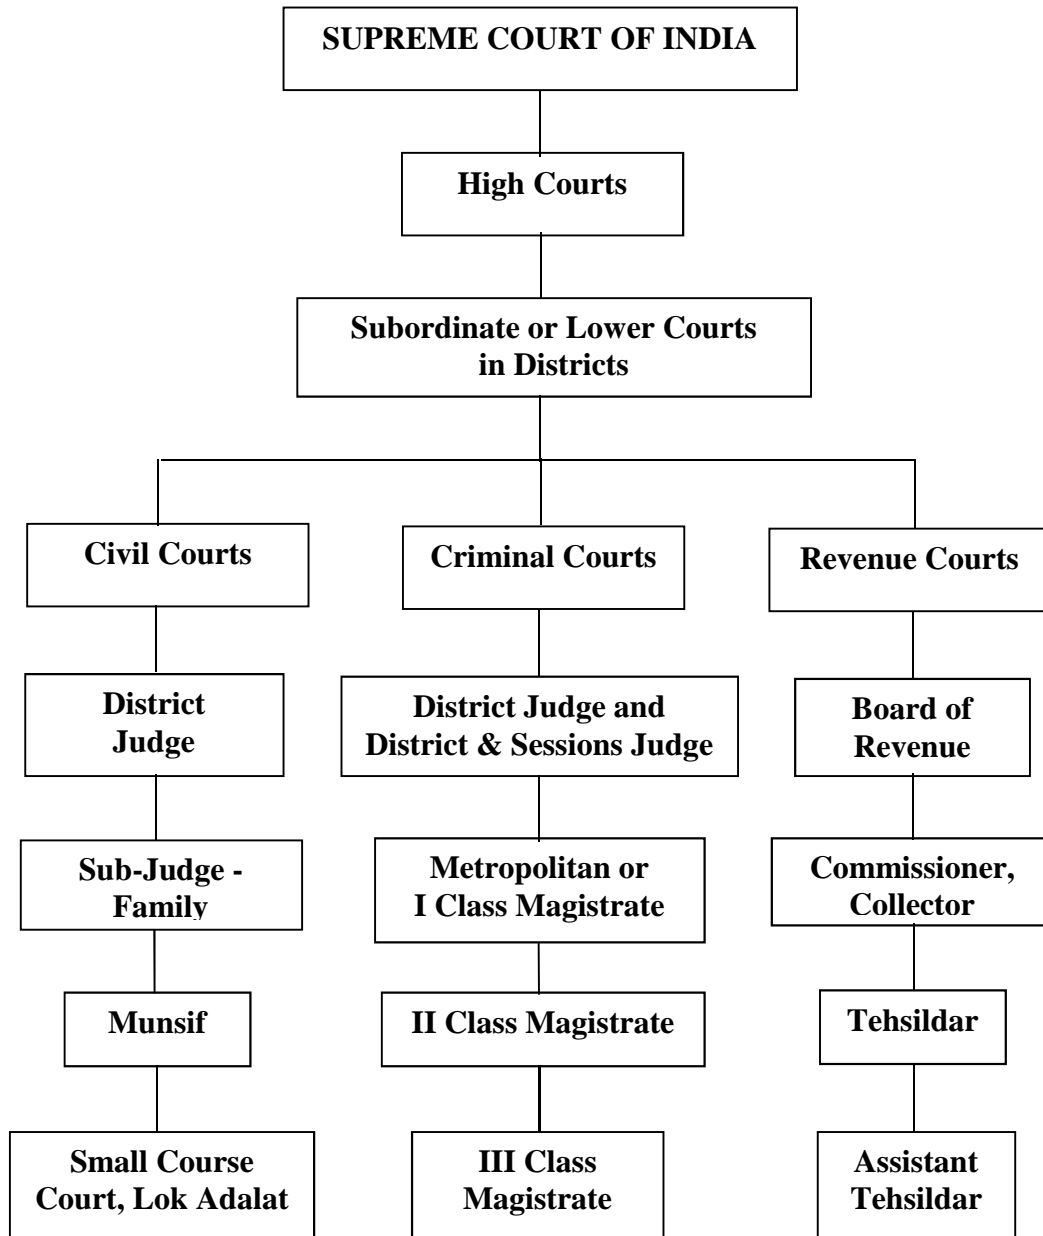 SUPREME COURT OF INDIA
High Courts
Subordinate or Lower Courts
in Districts
Civil Courts
Criminal Courts
Revenue Courts
District
Judge
District Judge and
District & Sessions Judge
Board of
Revenue
Sub-Judge -
Family
Metropolitan or
I Class Magistrate
Commissioner,
Collector
Munsif
II Class Magistrate
Tehsildar
Small Course
Court, Lok Adalat
III Class
Magistrate
Assistant
Tehsildar